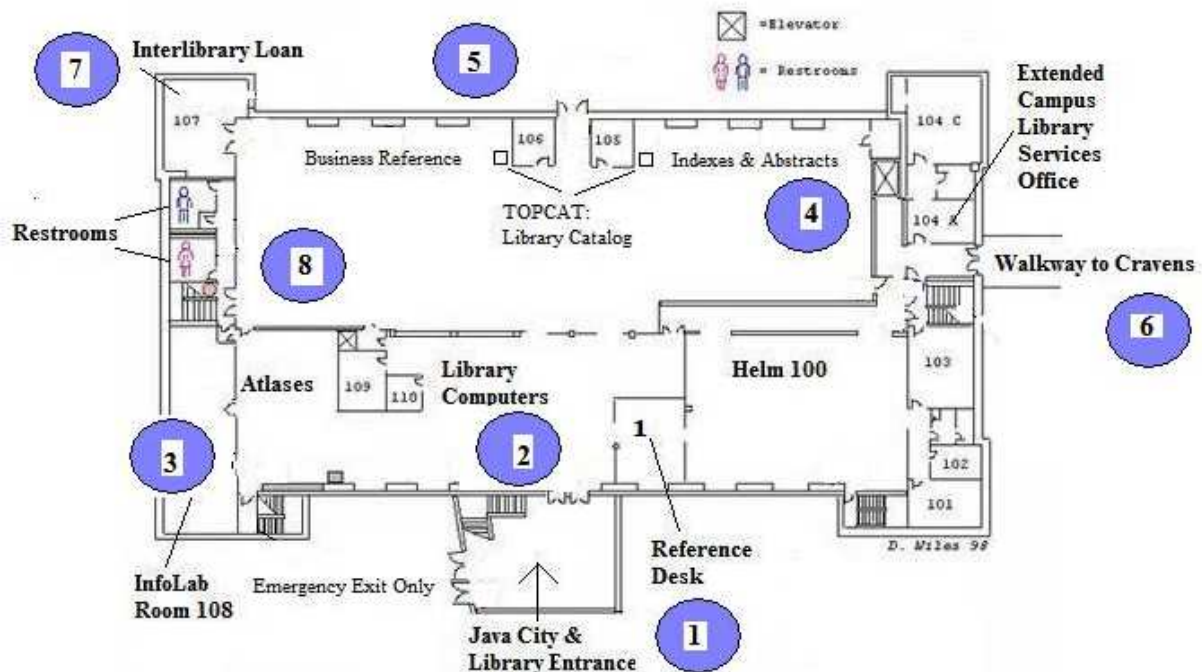 =Elevator
= Restrooms
7
Interlibrary Loan
5
Extended
Campus
Library
Services
Office
107
106
105
104 C
Business Reference
Indexes & Abstracts
TOPCAT:
Library Catalog
4
104 A
Restrooms
8
Walkway to Cravens
6
Atlases
109
110
Library
Computers
Helm 100
103
3
2
1
102
101
D. Wiles 98
InfoLab
Room 108
Emergency Exit Only
Reference
Desk
Java City &
Library Entrance
1